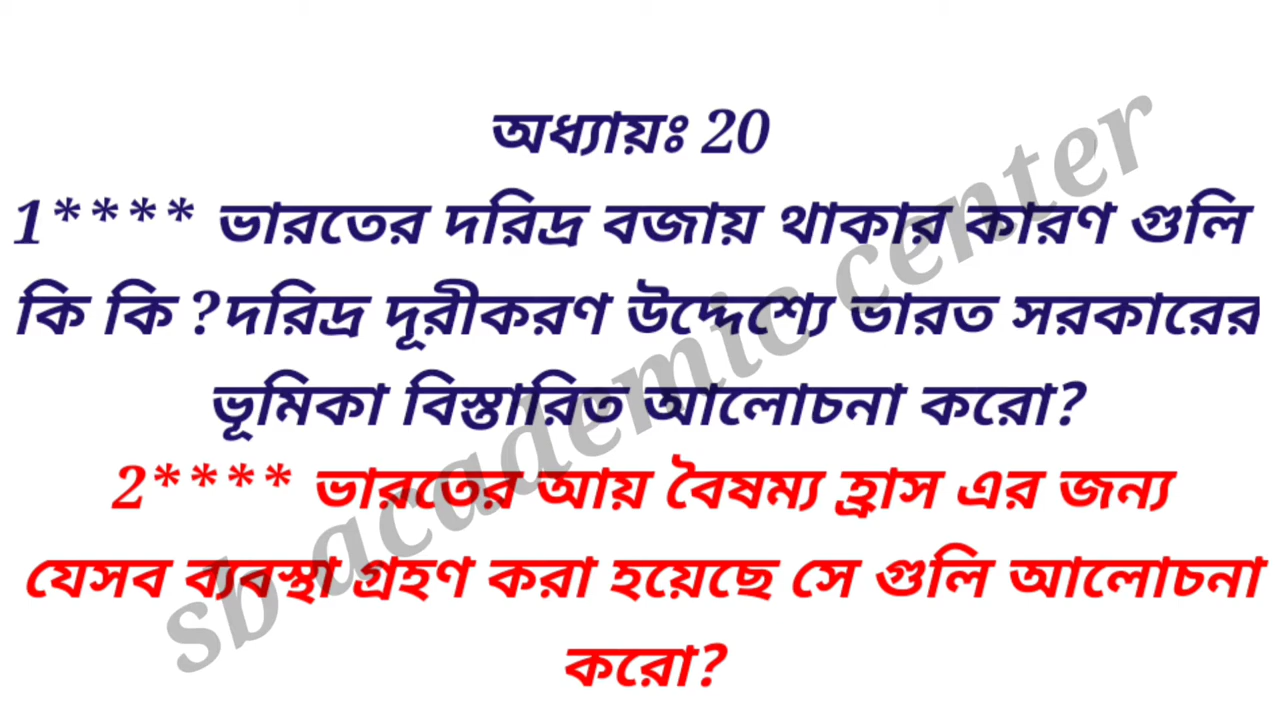 অধ্যায়ঃ 20
1**** ভারতের দরিদ্র বজায় থাকার কারণ গুলি
কি কি ?দরিদ্র দূরীকরণ উদ্দেশ্যে ভারত সরকারের
ভূমিকা বিস্তারিত আলোচনা করো?
2**** ভারতের আয় বৈষম্য হ্রাস এর জন্য
যেসব ব্যবস্থা গ্রহণ করা হয়েছে সে গুলি আলোচনা
করো?
sb academic center